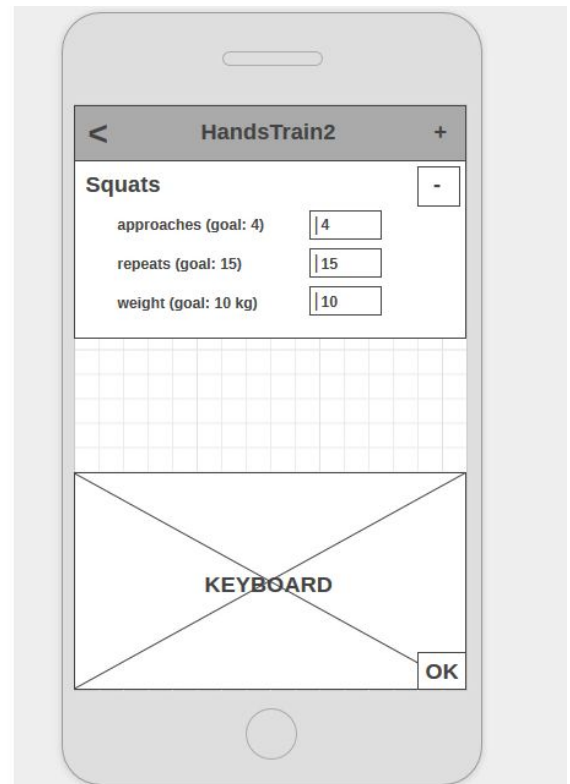 < HandsTrain2 +
Squats -
approaches (goal: 4) 4
repeats (goal: 15) 15
weight (goal: 10 kg) 10
KEYBOARD
OK